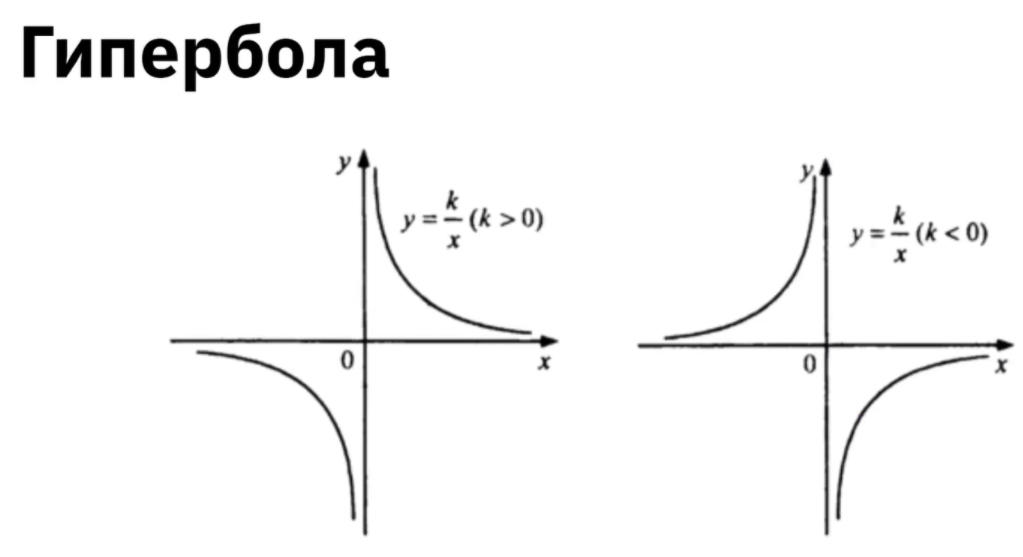 Гипербола
y
y = k/x (k > 0)
0
x
y
y = k/x (k < 0)
0
x